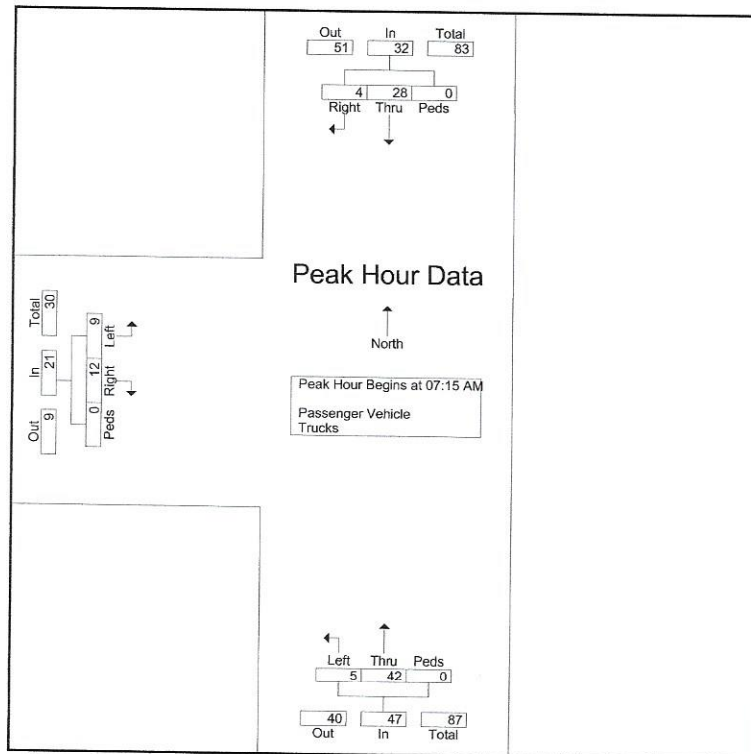 Out In Total
51 32 83
4 28 0
Right Thru Peds
Peak Hour Data
North
Peak Hour Begins at 07:15 AM
Passenger Vehicle
Trucks
Total 30
In 21
Out 9
9 Left
12 Right
0 Peds
Left Thru Peds
5 42 0
40 47 87
Out In Total